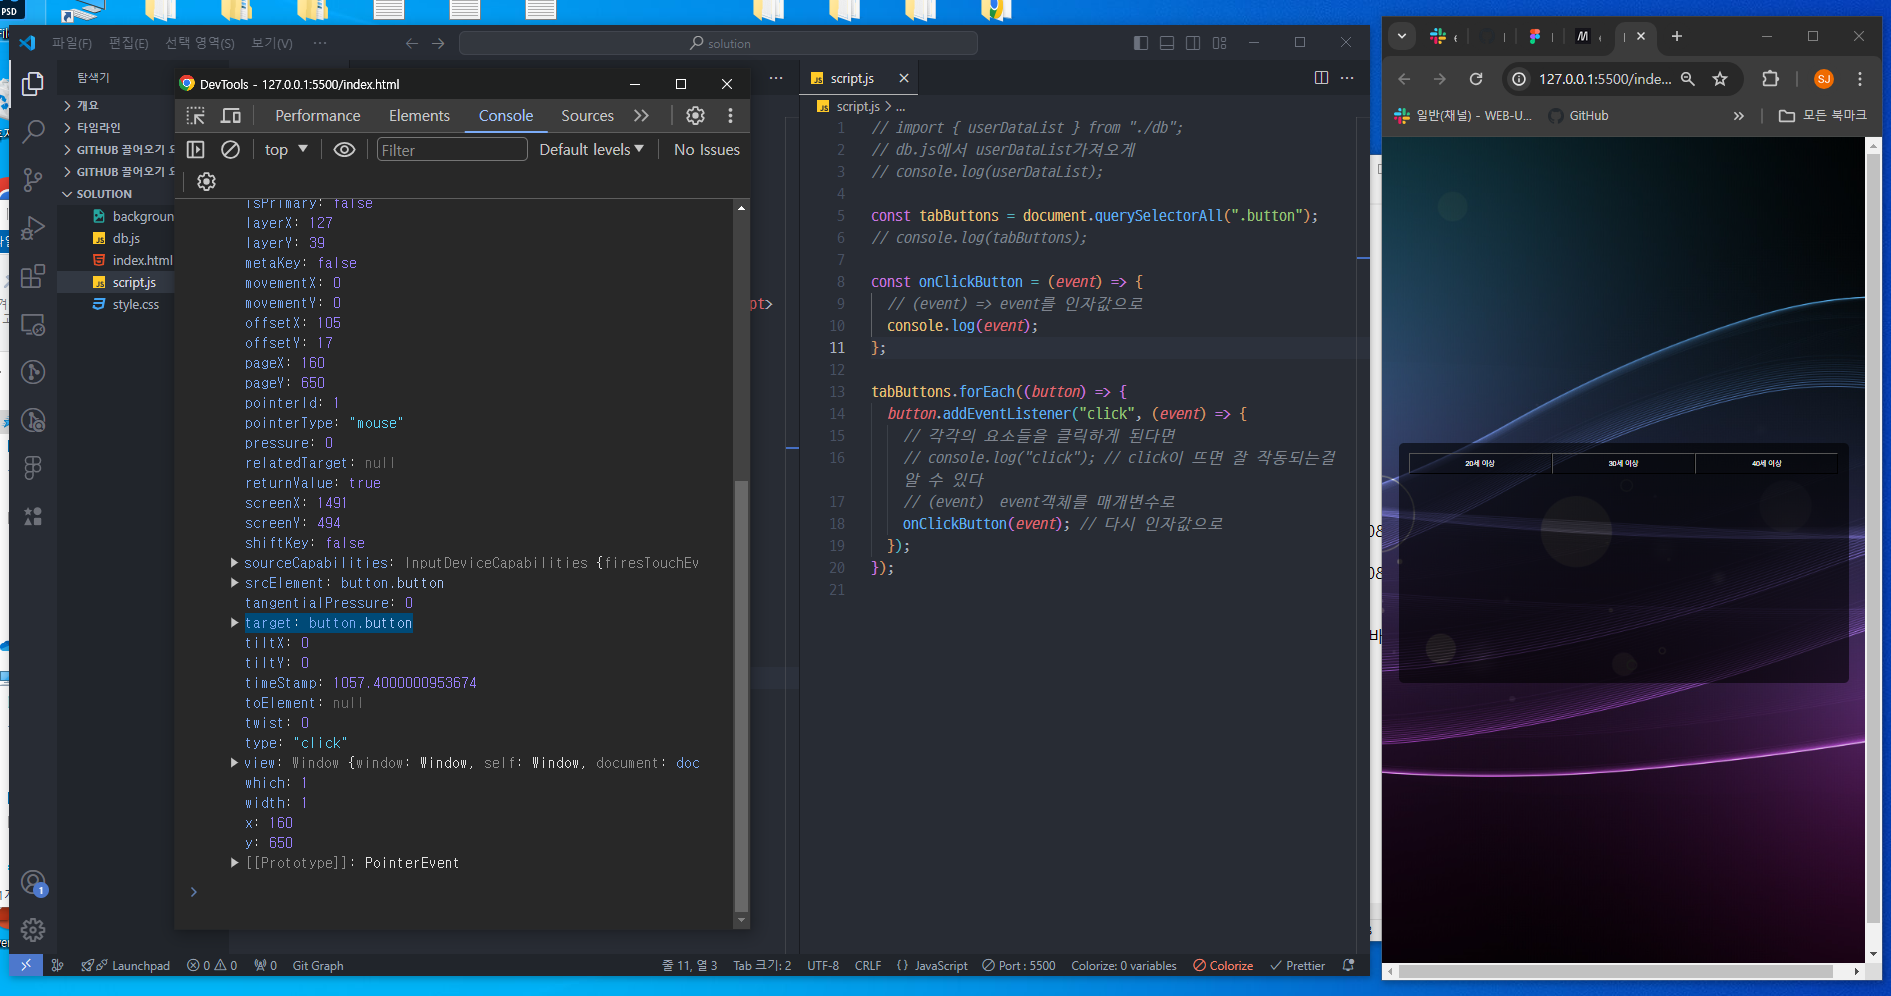 PSD
파일(F) 편집(E) 선택 영역(S) 보기(V) ···
solution
탐색기
개요
타임라인
GITHUB 끌어오기 요
GITHUB 끌어오기 요
SOLUTION
backgroun
db.js
index.html
script.js
style.css
DevTools - 127.0.0.1:5500/index.html
Performance Elements Console Sources
top Filter Default levels No Issues
isPrimary: false
layerX: 127
layerY: 39
metaKey: false
movementX: 0
movementY: 0
offsetX: 105
offsetY: 17
pageX: 160
pageY: 650
pointerId: 1
pointerType: "mouse"
pressure: 0
relatedTarget: null
returnValue: true
screenX: 1491
screenY: 494
shiftKey: false
sourceCapabilities: InputDeviceCapabilities {firesTouchEv
srcElement: button.button
tangentialPressure: 0
target: button.button
tiltX: 0
tiltY: 0
timeStamp: 1057.4000000953674
toElement: null
twist: 0
type: "click"
view: Window {window: Window, self: Window, document: doc
which: 1
width: 1
x: 160
y: 650
[[Prototype]]: PointerEvent
pt>
script.js
script.js > ...
1 // import { userDataList } from "./db";
2 // db.js에서 userDataList가져오게
3 // console.log(userDataList);
4
5 const tabButtons = document.querySelectorAll(".button");
6 // console.log(tabButtons);
7
8 const onClickButton = (event) => {
9 // (event) => event를 인자값으로
10 console.log(event);
11 };
12
13 tabButtons.forEach((button) => {
14 button.addEventListener("click", (event) => {
15 // 각각의 요소들을 클릭하게 된다면
16 // console.log("click"); // click이 뜨면 잘 작동되는걸
알 수 있다
17 // (event) event객체를 매개변수로
18 onClickButton(event); // 다시 인자값으로
19 });
20 });
21
127.0.0.1:5500/inde...
SJ
일반(채널) - WEB-U... GitHub 모든 북마크
20세 이상 30세 이상 40세 이상
08
08
1
Launchpad 0 0 0 Git Graph 줄 11, 열 3 Tab 크기: 2 UTF-8 CRLF {} JavaScript Port : 5500 Colorize: 0 variables Colorize Prettier